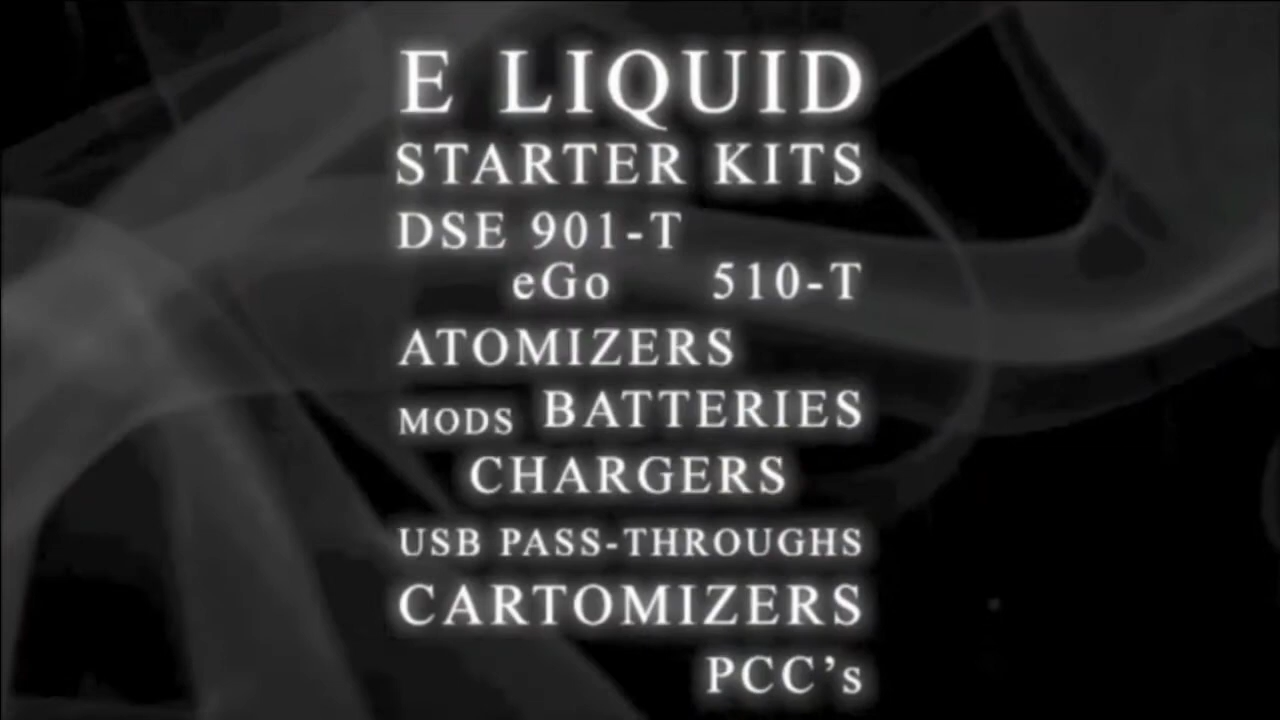 E LIQUID
STARTER KITS
DSE 901-T
eGo 510-T
ATOMIZERS
MODS BATTERIES
CHARGERS
USB PASS-THROUGHS
CARTOMIZERS
PCC's